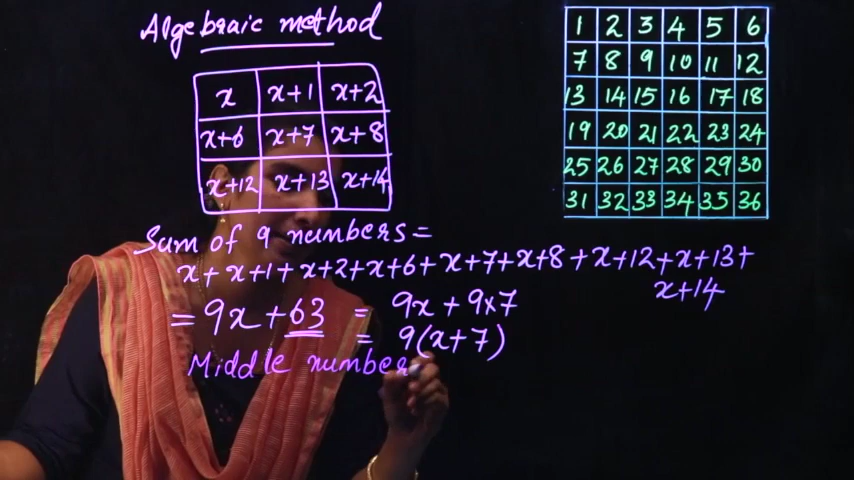 Algebraic method
x x+1 x+2
x+6 x+7 x+8
x+12 x+13 x+14
Sum of 9 numbers=
x+x+1+x+2+x+6+x+7+x+8+x+12+x+13+
x+14
=9x+63 = 9x+9x7
= 9(x+7)
Middle number
1 2 3 4 5 6
7 8 9 10 11 12
13 14 15 16 17 18
19 20 21 22 23 24
25 26 27 28 29 30
31 32 33 34 35 36